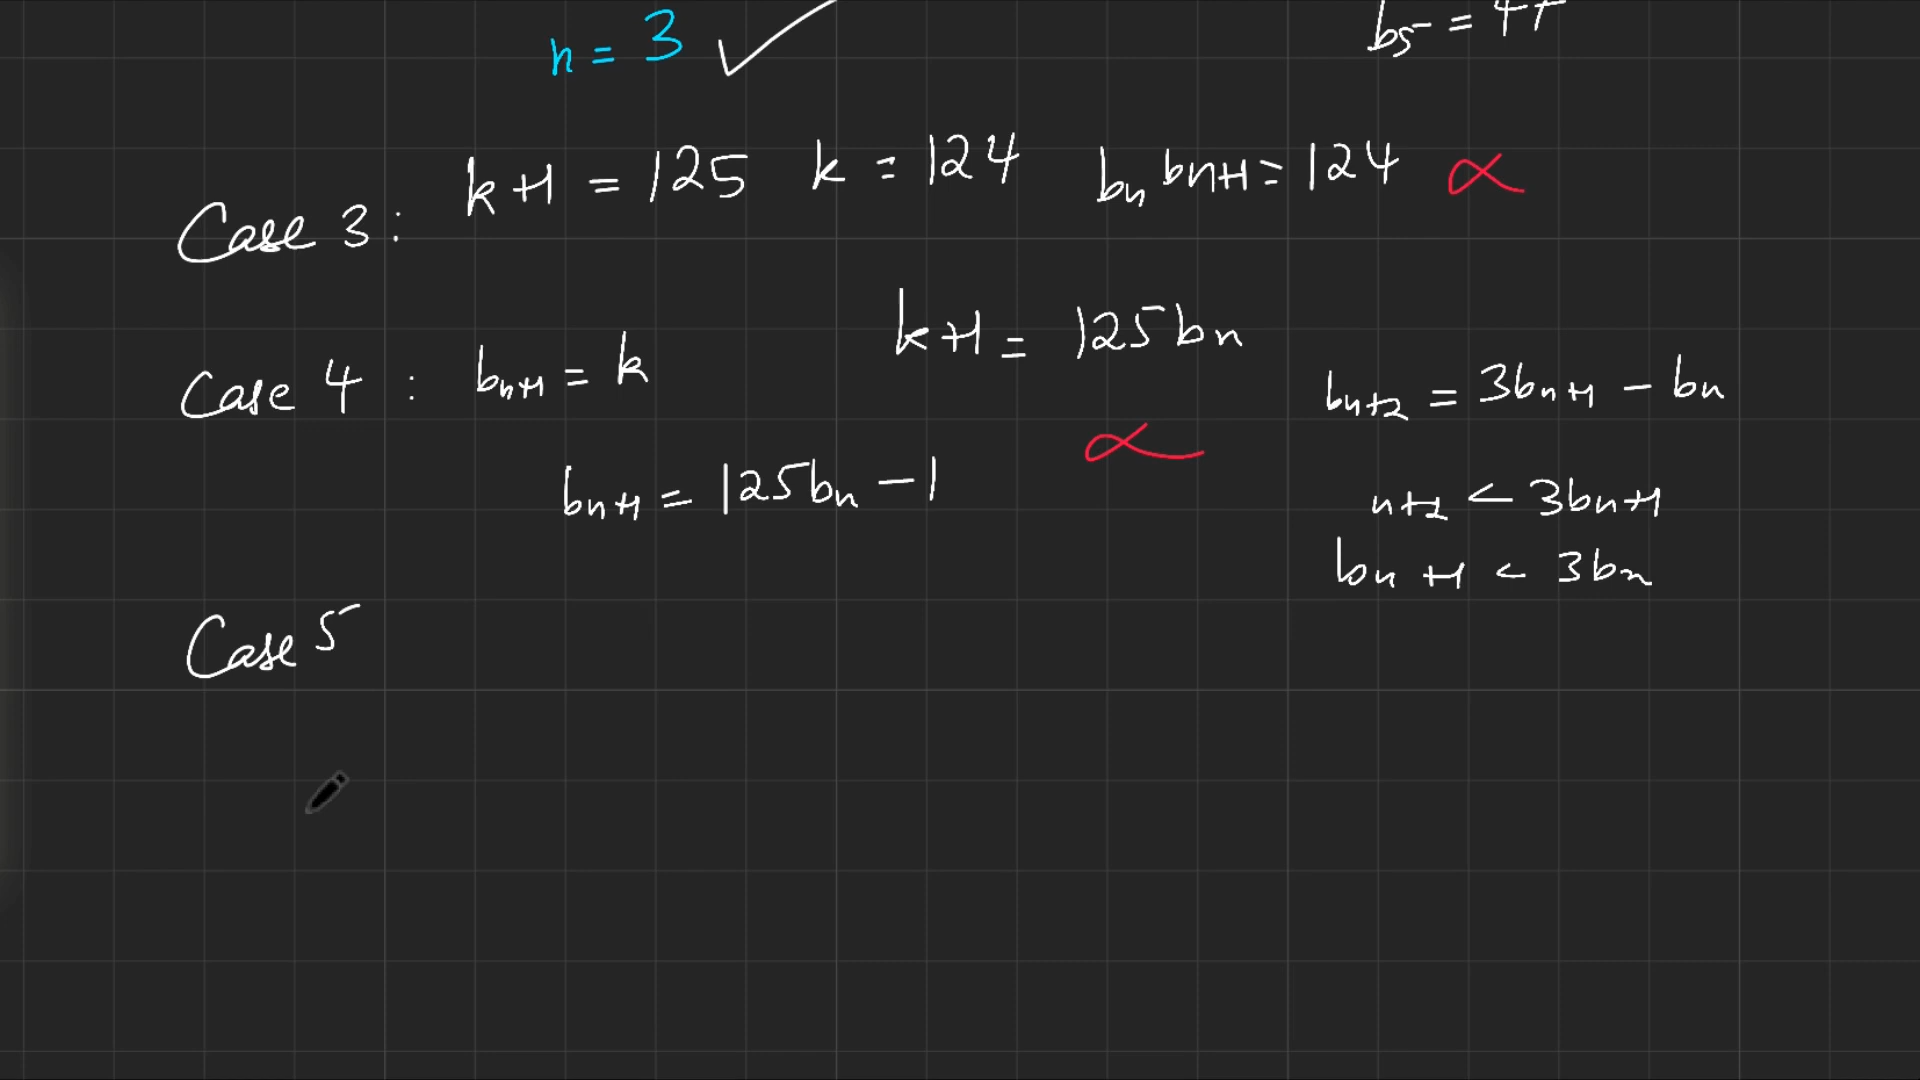 n = 3 ✓
b₅ = 47
Case 3: k+1 = 125 k = 124 bₙ bₙ₊₁ = 124 ∝
Case 4 : bₙ₊₁ = k k+1 = 125bₙ
bₙ₊₁ = 125bₙ − 1 ∝
bₙ₊₂ = 3bₙ₊₁ − bₙ
n+2 < 3bₙ₊₁
bₙ₊₁ < 3bₙ
Case 5